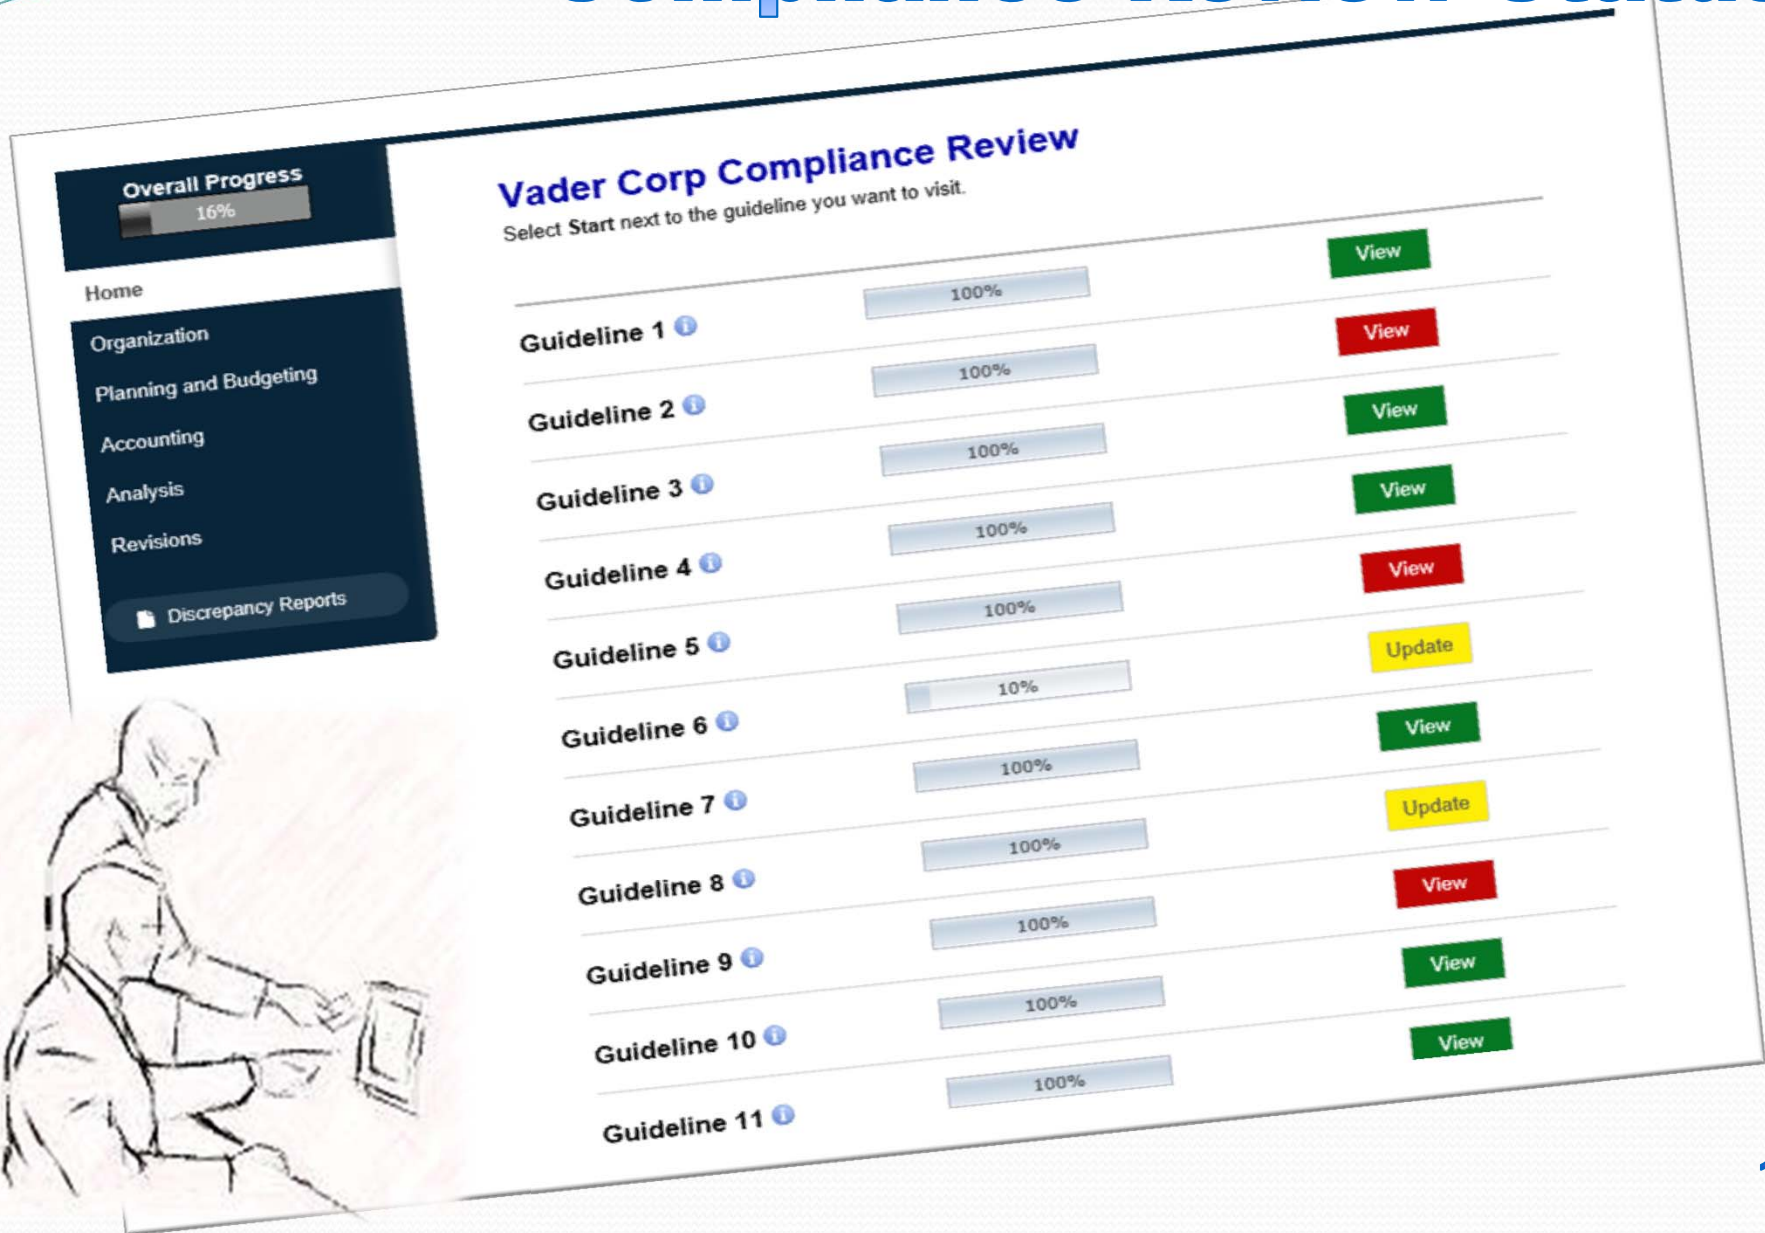 Compliance Review Status
Overall Progress
16%
Home
Organization
Planning and Budgeting
Accounting
Analysis
Revisions
Discrepancy Reports
Vader Corp Compliance Review
Select Start next to the guideline you want to visit.
Guideline 1 100% View
Guideline 2 100% View
Guideline 3 100% View
Guideline 4 100% View
Guideline 5 100% View
Guideline 6 10% Update
Guideline 7 100% View
Guideline 8 100% Update
Guideline 9 100% View
Guideline 10 100% View
Guideline 11 100% View